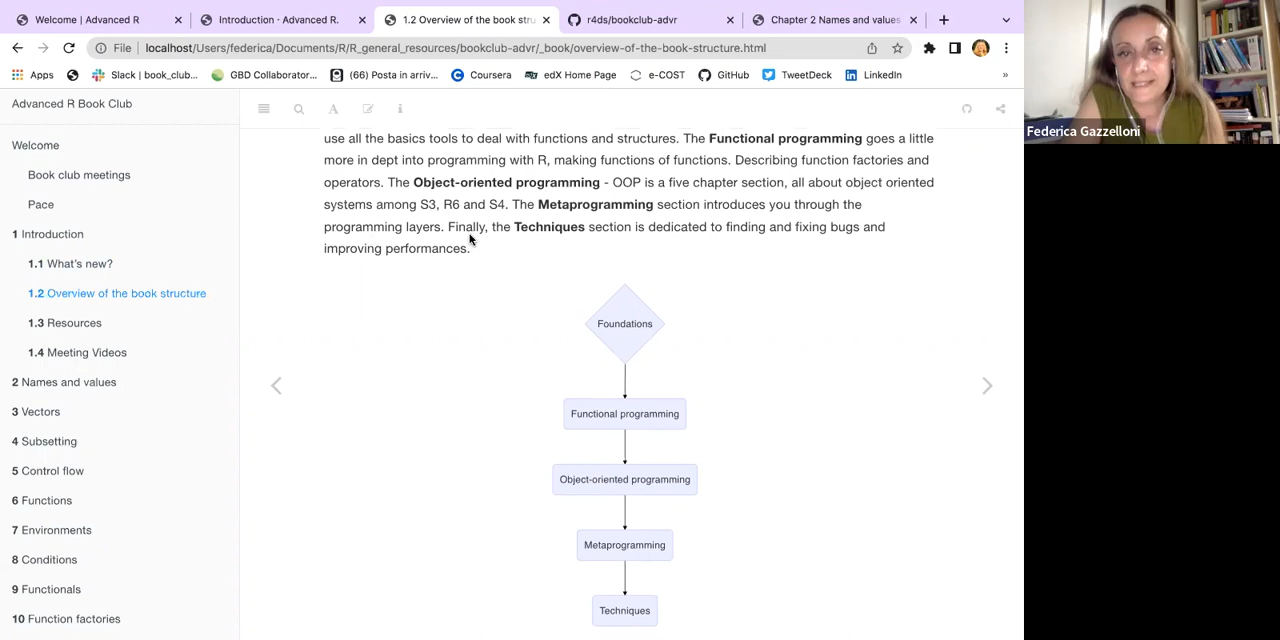 Welcome | Advanced R
Introduction · Advanced R.
1.2 Overview of the book stru
r4ds/bookclub-advr
Chapter 2 Names and values
File localhost/Users/federica/Documents/R/R_general_resources/bookclub-advr/_book/overview-of-the-book-structure.html
Apps
Slack | book_club...
GBD Collaborator...
(66) Posta in arriv...
Coursera
edX Home Page
e-COST
GitHub
TweetDeck
LinkedIn
»
Advanced R Book Club
Welcome
Book club meetings
Pace
1 Introduction
1.1 What's new?
1.2 Overview of the book structure
1.3 Resources
1.4 Meeting Videos
2 Names and values
3 Vectors
4 Subsetting
5 Control flow
6 Functions
7 Environments
8 Conditions
9 Functionals
10 Function factories
use all the basics tools to deal with functions and structures. The Functional programming goes a little
more in dept into programming with R, making functions of functions. Describing function factories and
operators. The Object-oriented programming - OOP is a five chapter section, all about object oriented
systems among S3, R6 and S4. The Metaprogramming section introduces you through the
programming layers. Finally, the Techniques section is dedicated to finding and fixing bugs and
improving performances.
Foundations
Functional programming
Object-oriented programming
Metaprogramming
Techniques
Federica Gazzelloni